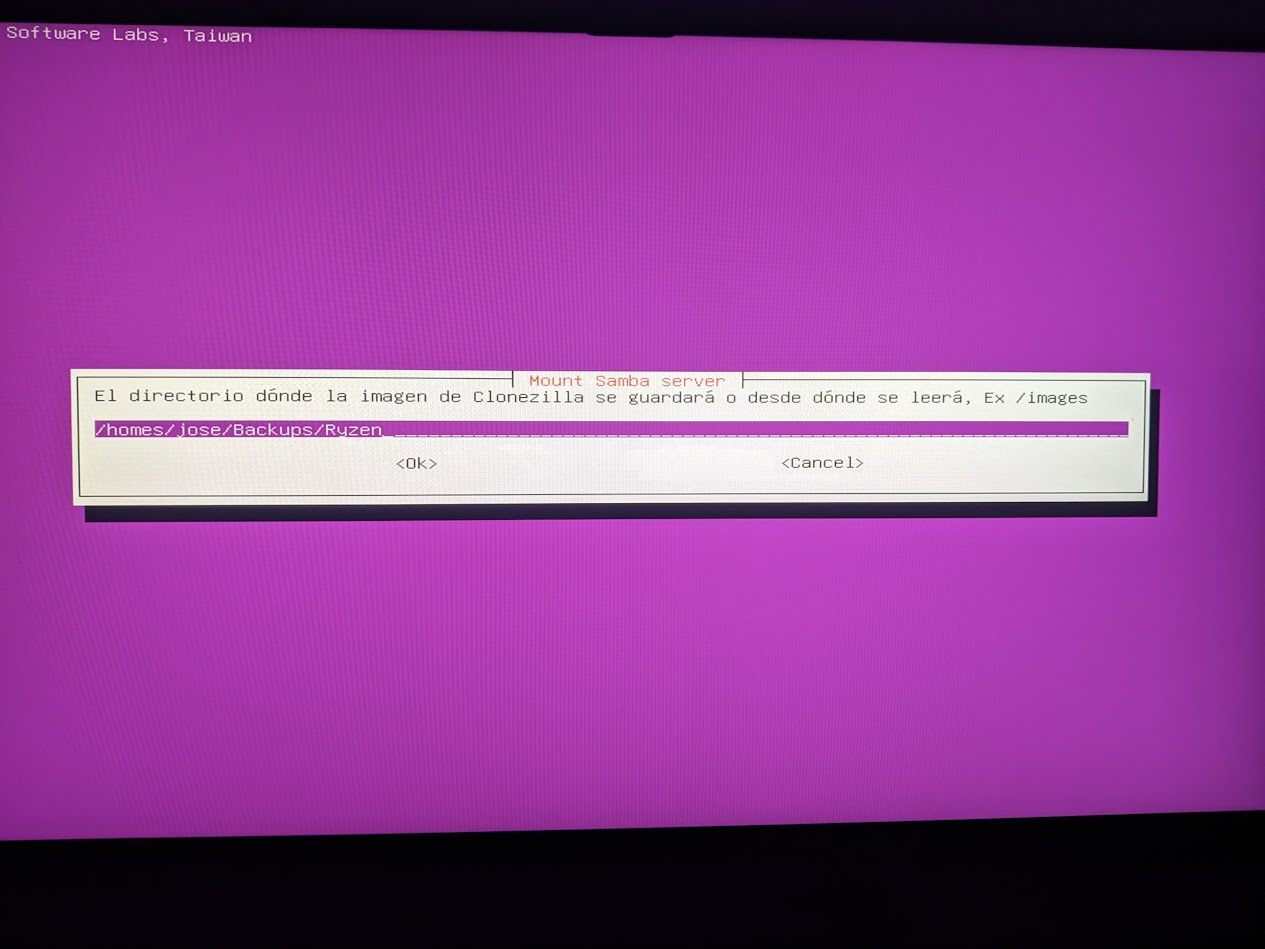 Software Labs, Taiwan
Mount Samba server
El directorio dónde la imagen de Clonezilla se guardará o desde dónde se leerá, Ex /images
/homes/jose/Backups/Ryzen
<Ok> <Cancel>